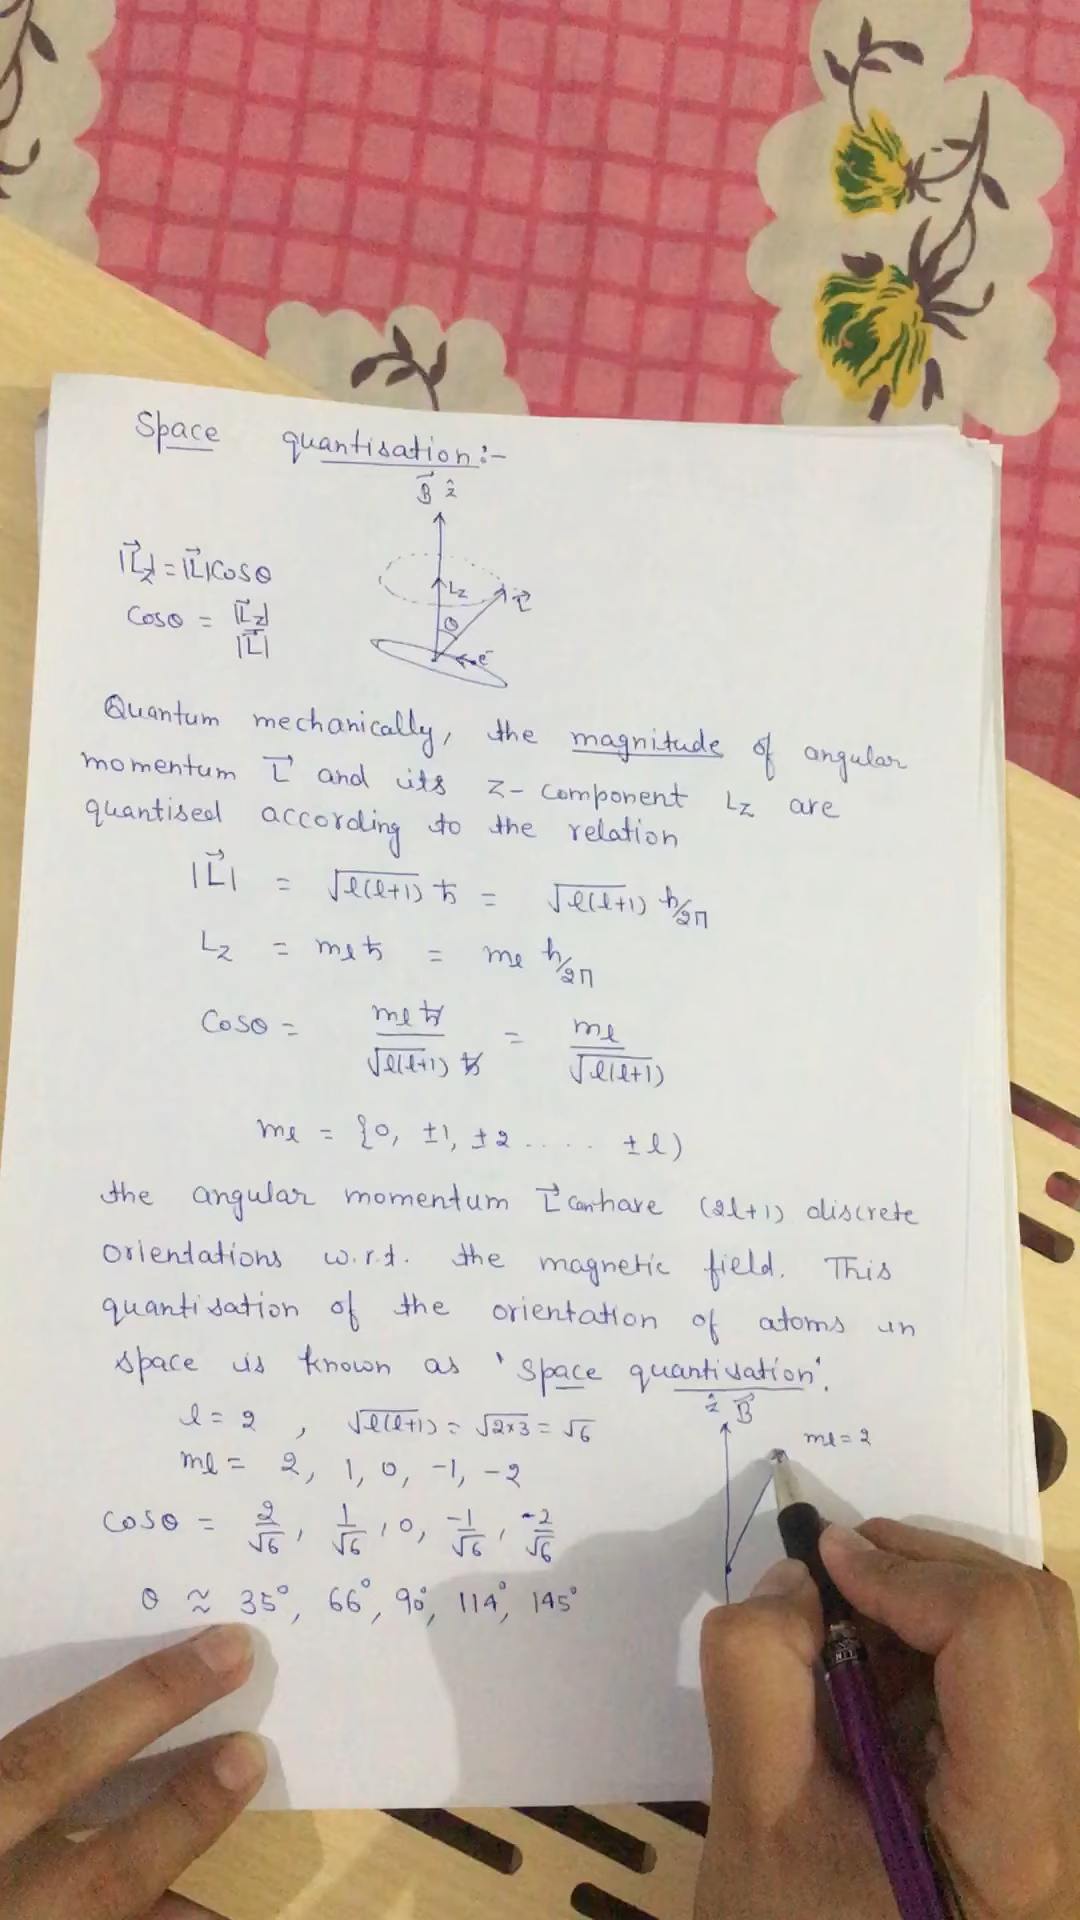 Space quantisation:-
B⃗ ẑ
|L⃗z| = |L⃗|Cosθ
Lz
L⃗
Cosθ = |L⃗z| / |L⃗|
θ
e⁻
Quantum mechanically, the magnitude of angular
momentum L⃗ and its z-component Lz are
quantised according to the relation
|L⃗| = √l(l+1) ħ = √l(l+1) h/2π
Lz = ml ħ = ml h/2π
Cosθ = ml ħ / √l(l+1) ħ = ml / √l(l+1)
ml = {0, ±1, ±2 .... ±l)
the angular momentum L⃗ can have (2l+1) discrete
orientations w.r.t. the magnetic field. This
quantisation of the orientation of atoms in
space is known as 'Space quantisation'.
l = 2 , √l(l+1) = √2×3 = √6
ml = 2, 1, 0, -1, -2
Cosθ = 2/√6, 1/√6, 0, -1/√6, -2/√6
θ ≈ 35°, 66°, 90°, 114°, 145°
ẑ B⃗
ml = 2